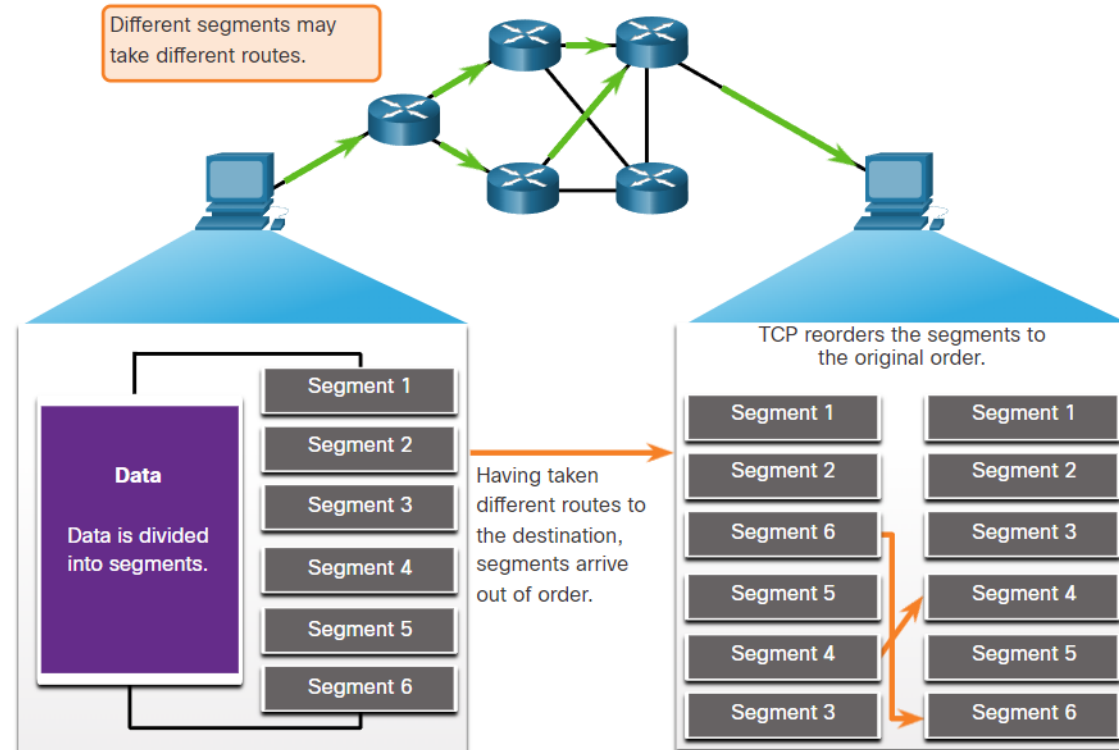 Different segments may
take different routes.
Data
Data is divided
into segments.
Segment 1
Segment 2
Segment 3
Segment 4
Segment 5
Segment 6
Having taken
different routes to
the destination,
segments arrive
out of order.
TCP reorders the segments to
the original order.
Segment 1
Segment 2
Segment 6
Segment 5
Segment 4
Segment 3
Segment 1
Segment 2
Segment 3
Segment 4
Segment 5
Segment 6